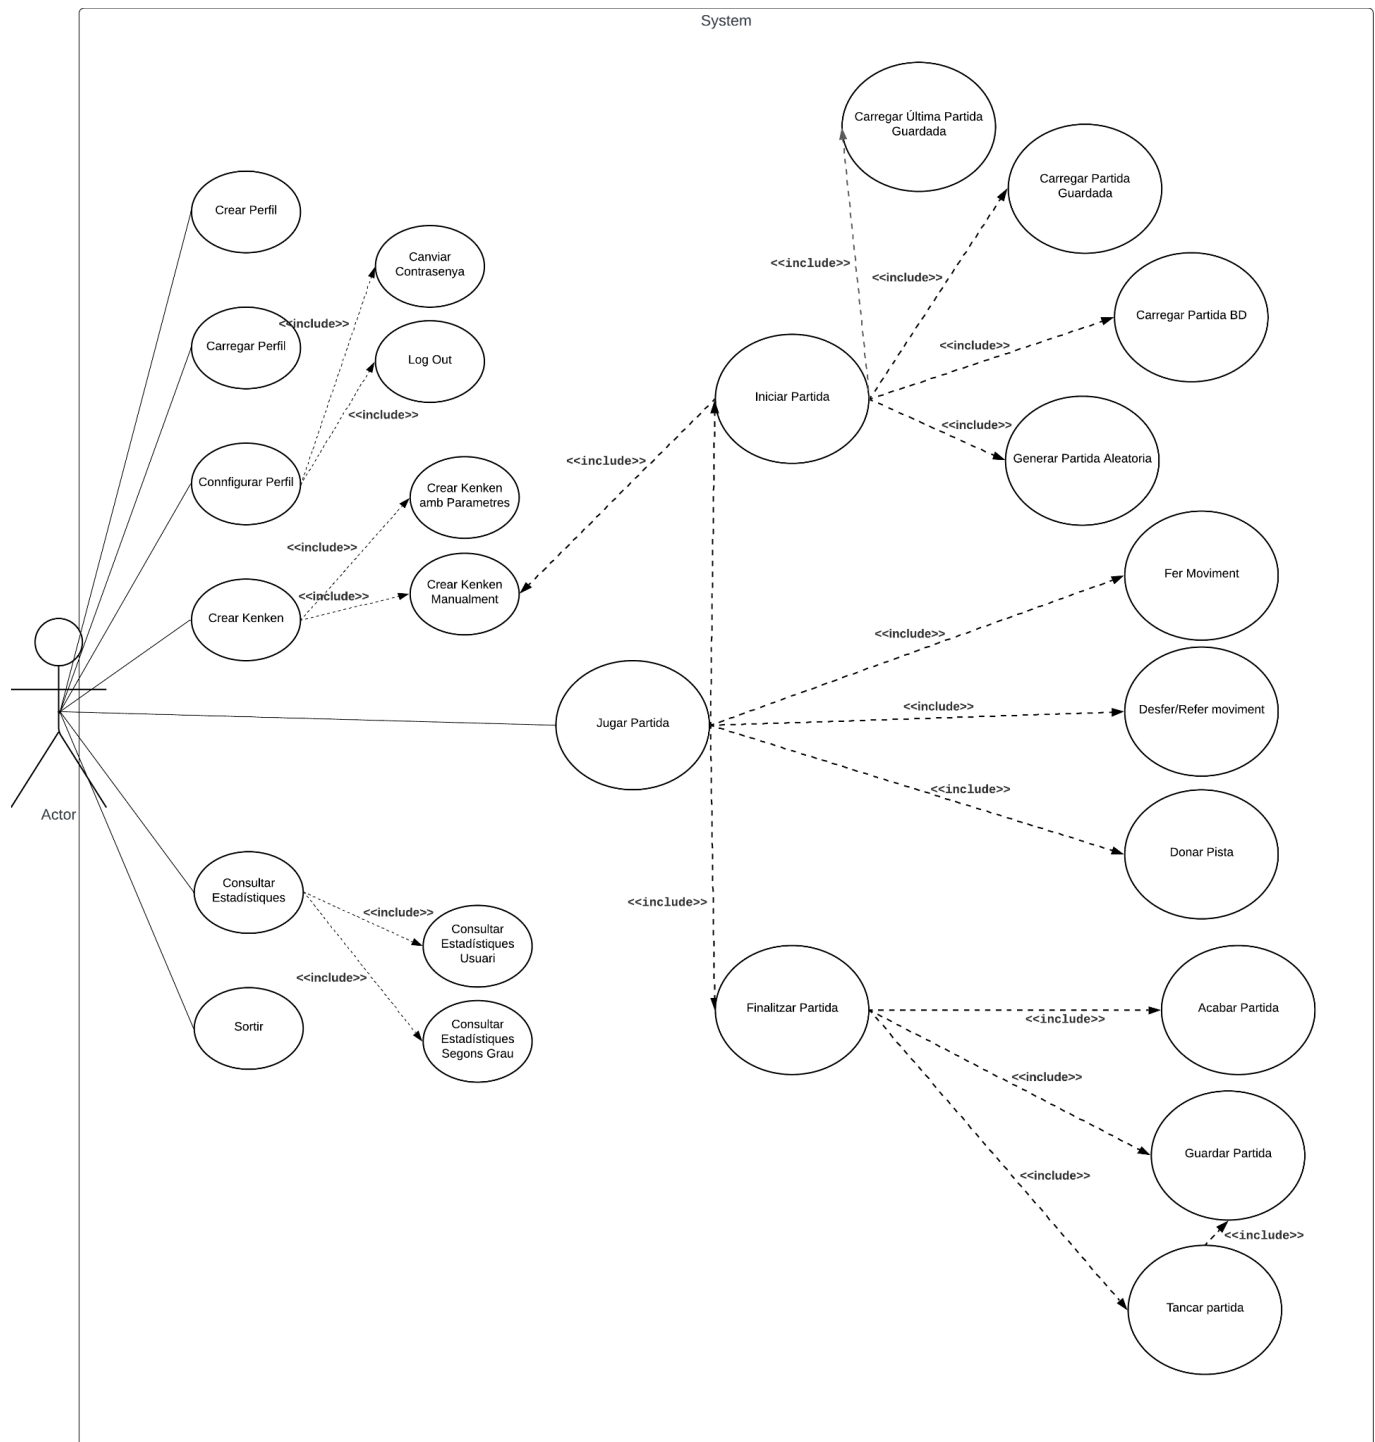 System
Carregar Última Partida
Guardada
Carregar Partida
Guardada
Crear Perfil
Canviar
Contrasenya
<<include>>
<<include>>
Carregar Partida BD
<<include>>
Carregar Perfil
<<include>>
Log Out
Iniciar Partida
<<include>>
<<include>>
Generar Partida Aleatoria
<<include>>
Connfigurar Perfil
Crear Kenken
amb Parametres
<<include>>
Fer Moviment
Crear Kenken
Manualment
<<include>>
Crear Kenken
<<include>>
<<include>>
Desfer/Refer moviment
Jugar Partida
<<include>>
Actor
Donar Pista
Consultar
Estadístiques
<<include>>
<<include>>
Consultar
Estadístiques
Usuari
<<include>>
Finalitzar Partida
Acabar Partida
<<include>>
Sortir
Consultar
Estadístiques
Segons Grau
<<include>>
Guardar Partida
<<include>>
<<include>>
Tancar partida